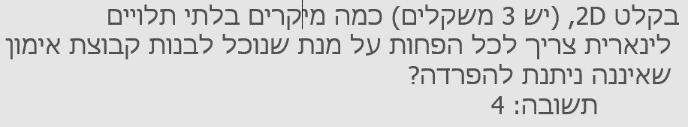 בקלט 2D, (יש 3 משקלים) כמה מיקרים בלתי תלויים
לינארית צריך לכל הפחות על מנת שנוכל לבנות קבוצת אימון
שאיננה ניתנת להפרדה?
תשובה: 4